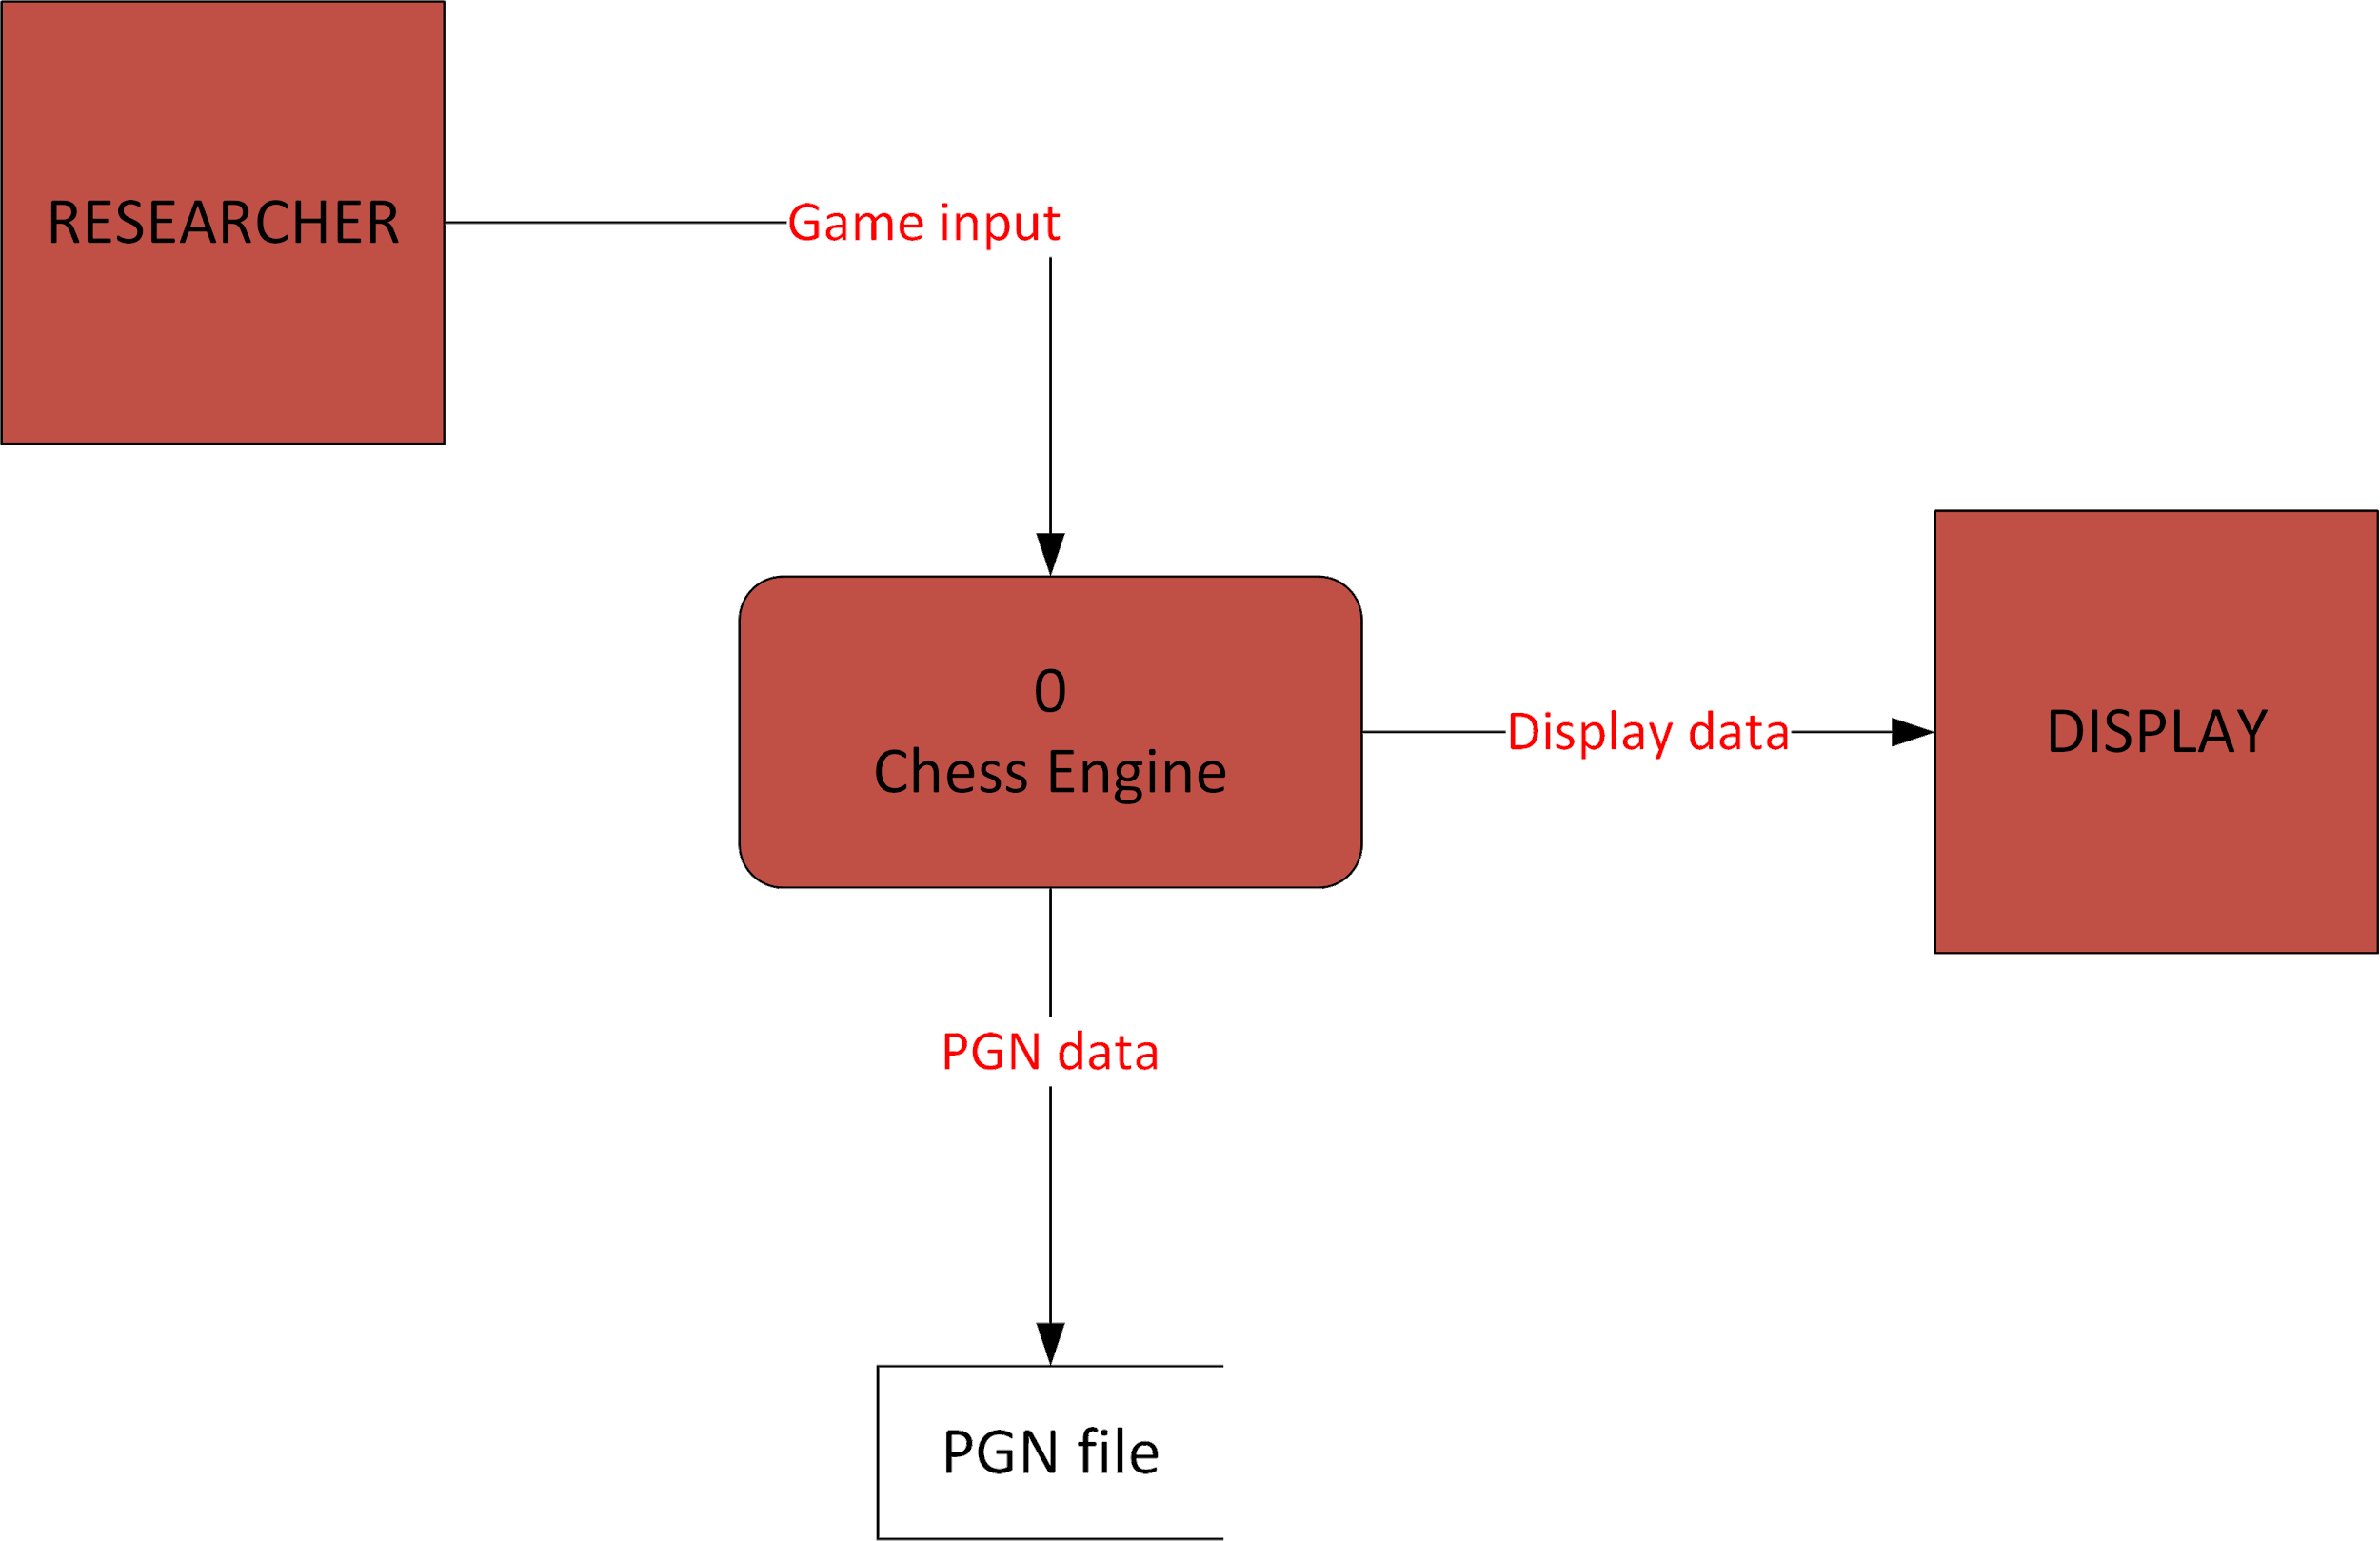 RESEARCHER
Game input
0
Chess Engine
Display data
DISPLAY
PGN data
PGN file